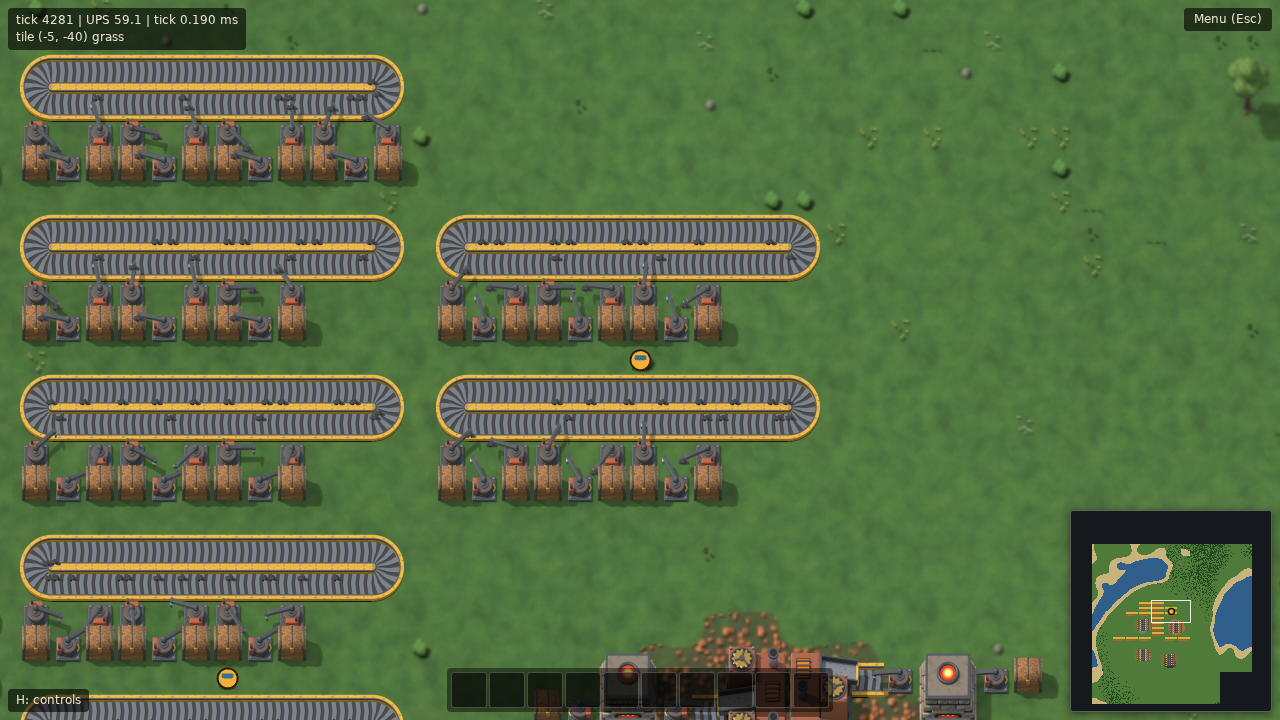 tick 4281 | UPS 59.1 | tick 0.190 ms
tile (-5, -40) grass
Menu (Esc)
H: controls